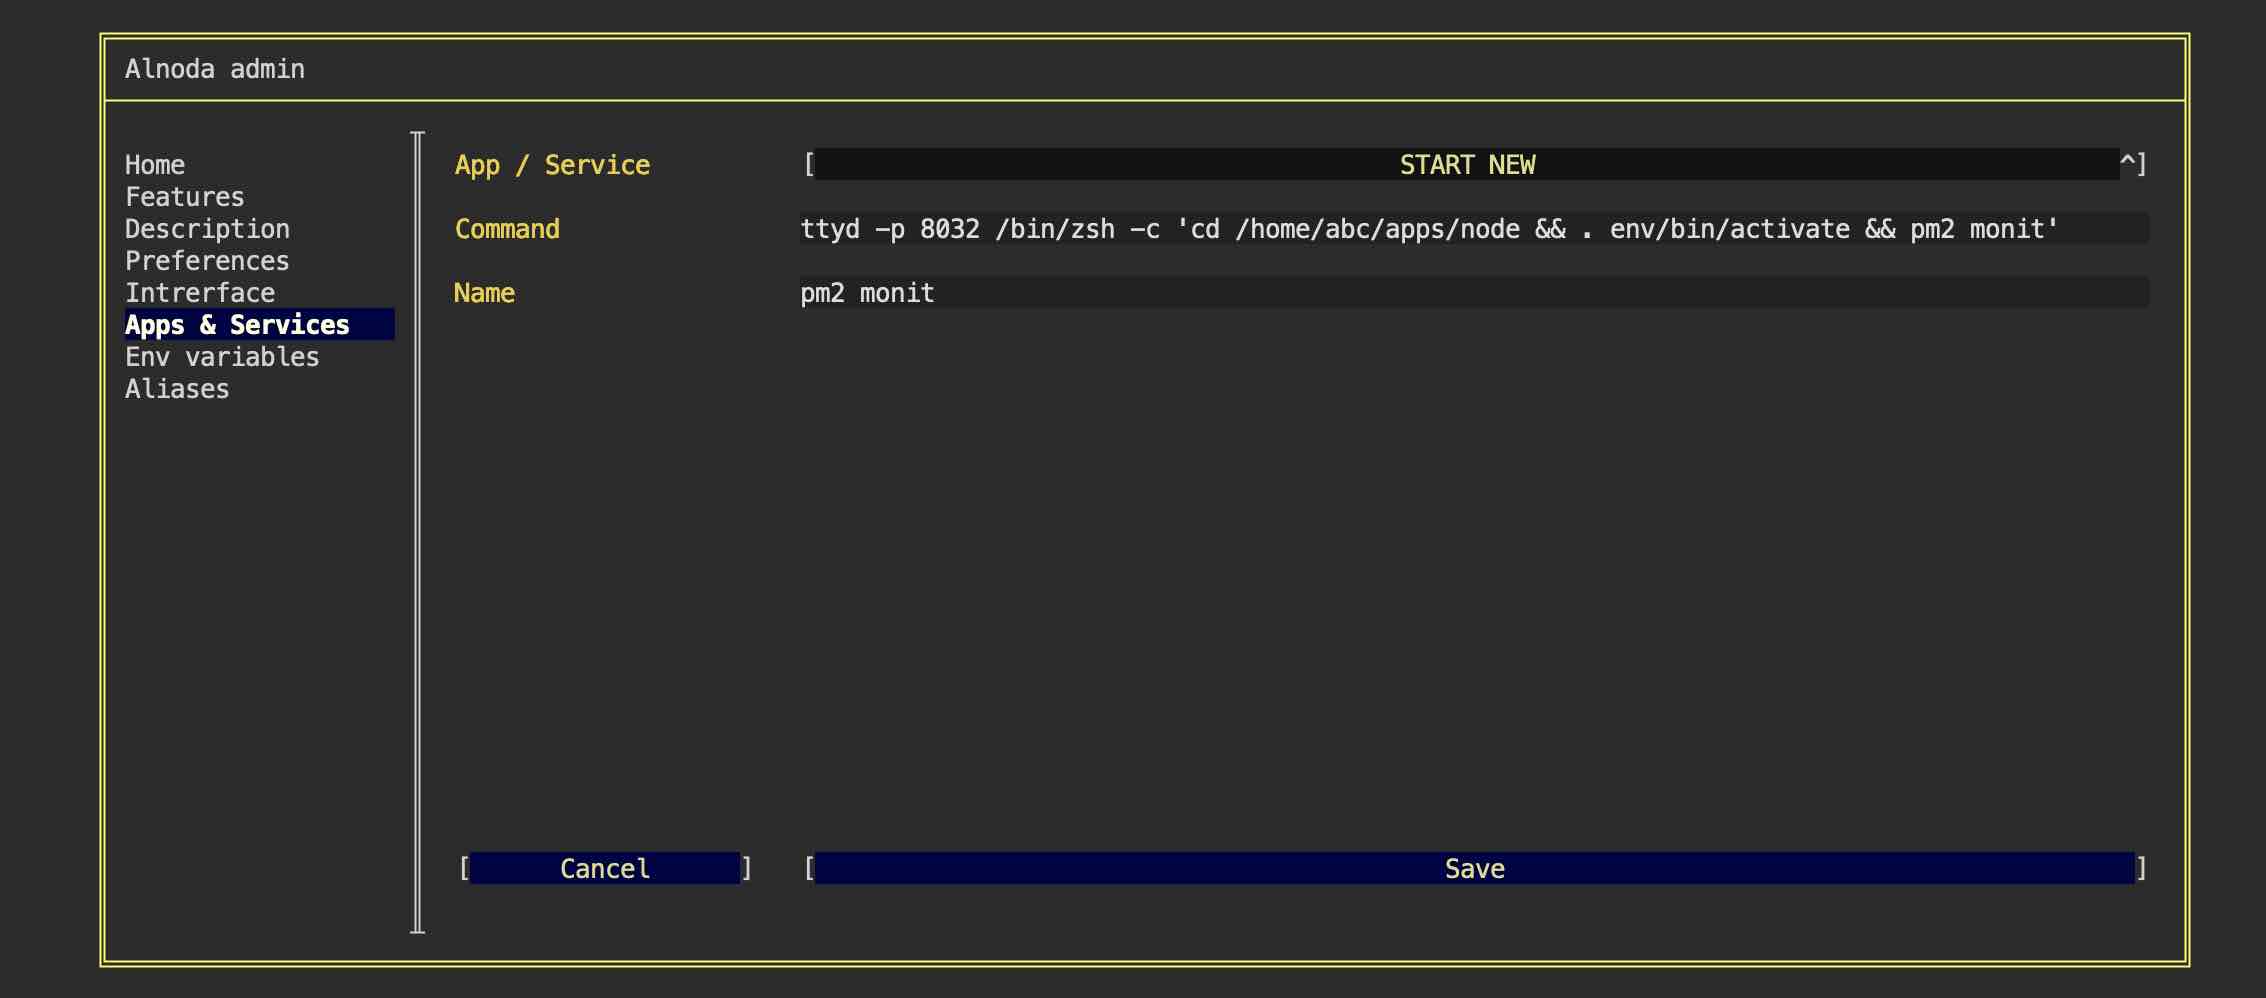 Alnoda admin
Home
Features
Description
Preferences
Intrerface
Apps & Services
Env variables
Aliases
App / Service [ START NEW ^]
Command ttyd -p 8032 /bin/zsh -c 'cd /home/abc/apps/node && . env/bin/activate && pm2 monit'
Name pm2 monit
[ Cancel ] [ Save ]